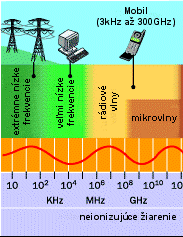 Mobil
(3kHz až 300GHz)
extrémne nízke
frekvencie
veľmi nízke
frekvencie
rádiové
vlny
mikrovlny
10 10² 10⁴ 10⁶ 10⁸ 10¹⁰ 10
KHz MHz GHz
neionizujúce žiarenie